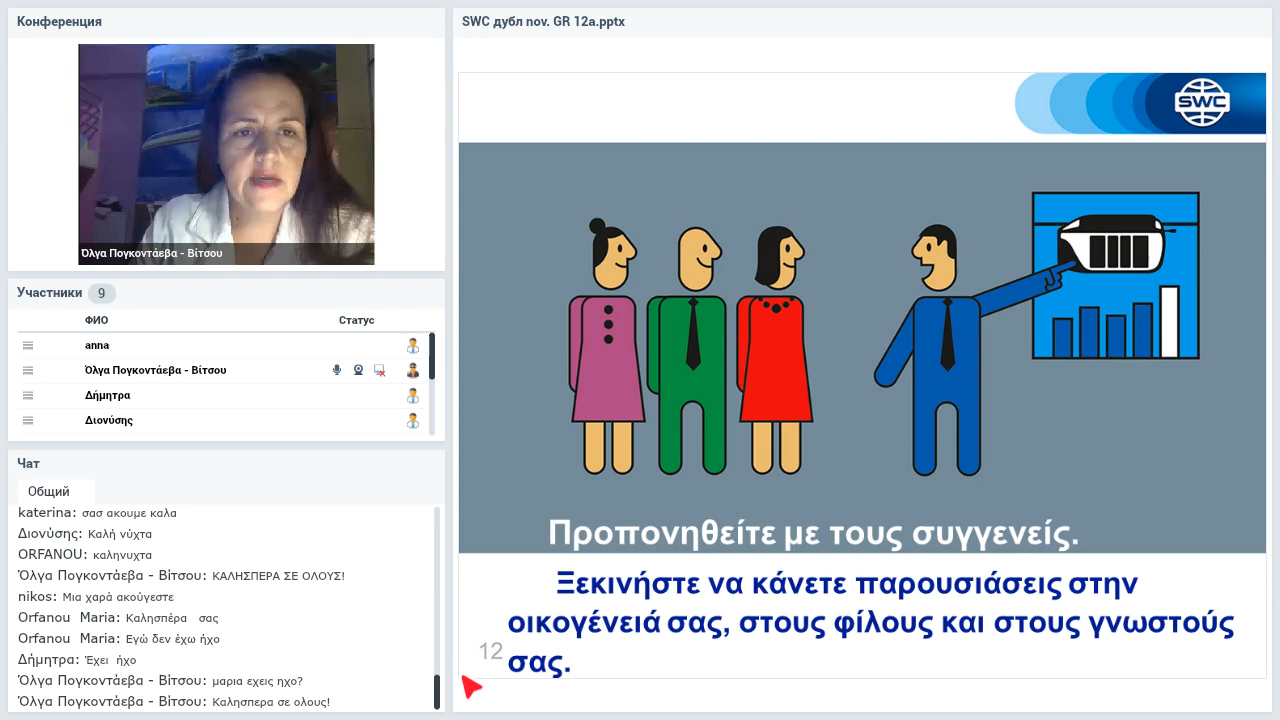 Конференция
Όλγα Πογκοντάεβα - Βίτσου
Участники 9
ФИО Статус
anna
Όλγα Πογκοντάεβα - Βίτσου
Δήμητρα
Διονύσης
Чат
Общий
katerina: σασ ακουμε καλα
Διονύσης: Καλή νύχτα
ORFANOU: καληνυχτα
Όλγα Πογκοντάεβα - Βίτσου: ΚΑΛΗΣΠΕΡΑ ΣΕ ΟΛΟΥΣ!
nikos: Μια χαρά ακούγεστε
Orfanou Maria: Καλησπέρα σας
Orfanou Maria: Εγώ δεν έχω ήχο
Δήμητρα: Έχει ήχο
Όλγα Πογκοντάεβα - Βίτσου: μαρια εχεις ηχο?
Όλγα Πογκοντάεβα - Βίτσου: Καλησπερα σε ολους!
SWC дубл nov. GR 12a.pptx
SWC
Προπονηθείτε με τους συγγενείς.
Ξεκινήστε να κάνετε παρουσιάσεις στην
οικογένειά σας, στους φίλους και στους γνωστούς
σας.
12